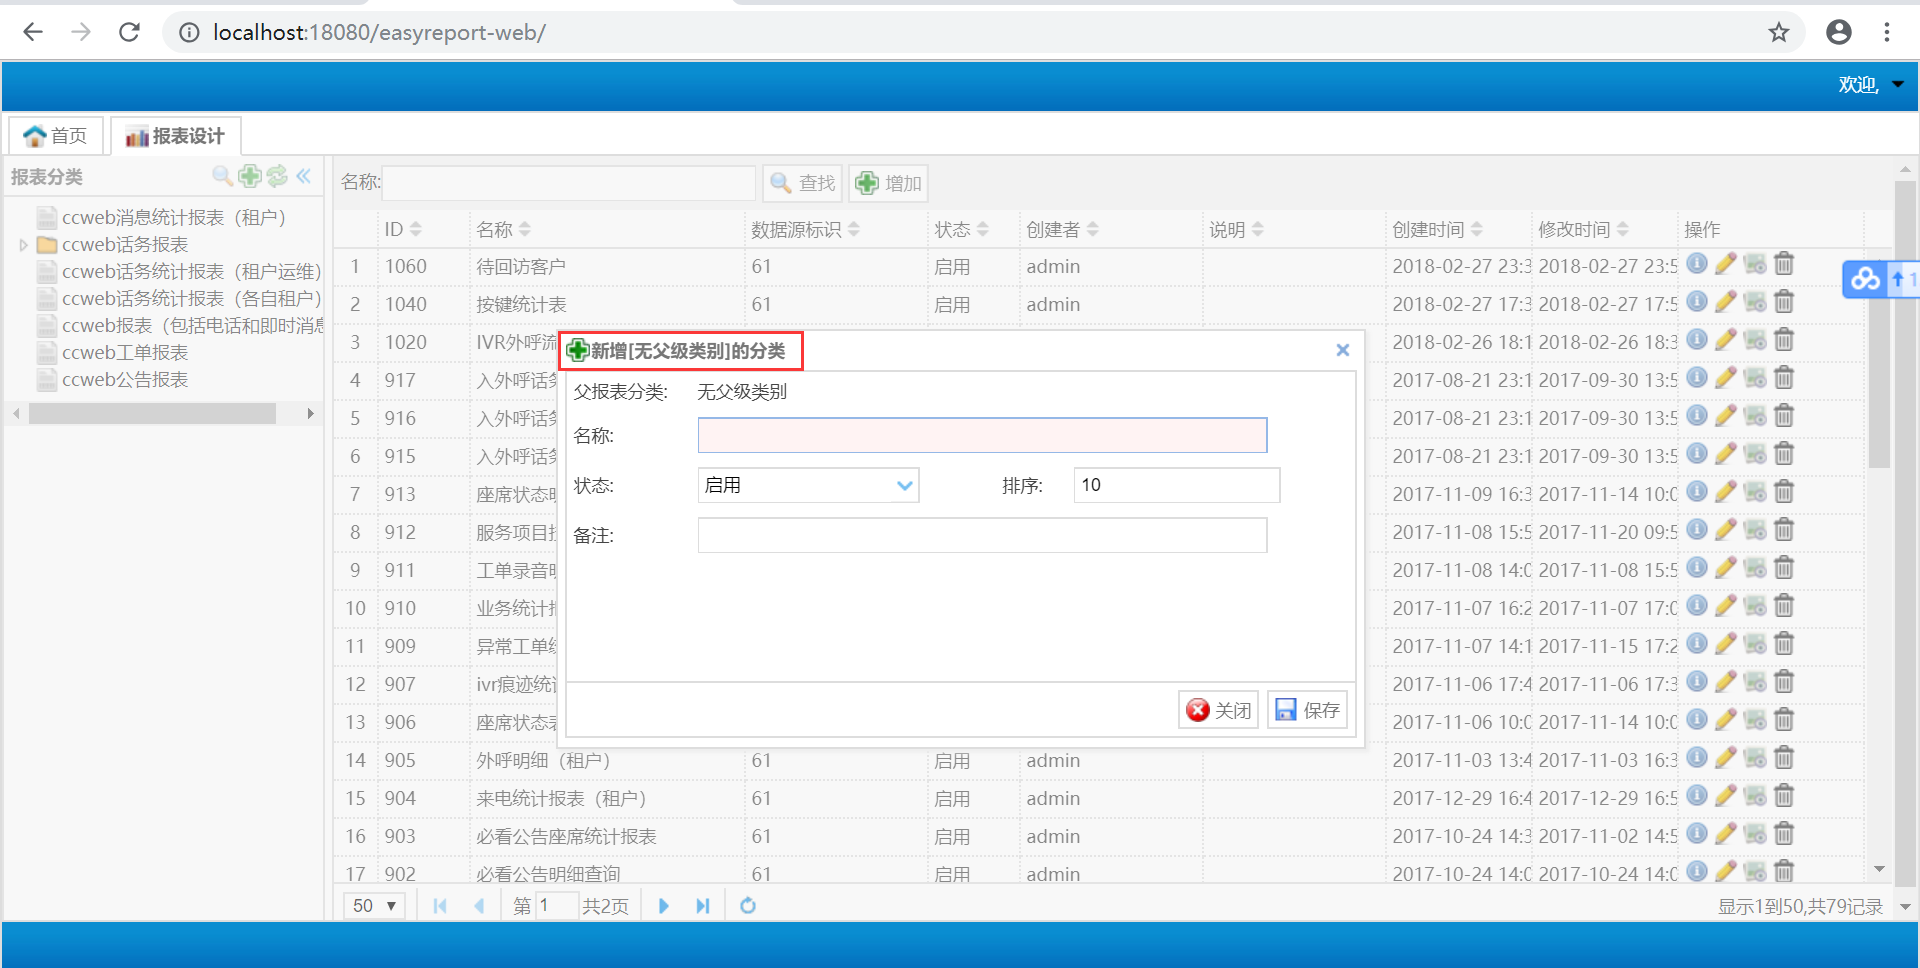 localhost:18080/easyreport-web/
欢迎,
首页
报表设计
报表分类
ccweb消息统计报表（租户）
ccweb话务报表
ccweb话务统计报表（租户运维）
ccweb话务统计报表（各自租户）
ccweb报表（包括电话和即时消息
ccweb工单报表
ccweb公告报表
名称:
查找
增加
ID 名称 数据源标识 状态 创建者 说明 创建时间 修改时间 操作
1 1060 待回访客户 61 启用 admin 2018-02-27 23:3 2018-02-27 23:5
2 1040 按键统计表 61 启用 admin 2018-02-27 17:3 2018-02-27 17:5
3 1020 IVR外呼流 2018-02-26 18:1 2018-02-26 18:3
4 917 入外呼话务 2017-08-21 23:1 2017-09-30 13:5
5 916 入外呼话务 2017-08-21 23:1 2017-09-30 13:5
6 915 入外呼话务 2017-08-21 23:1 2017-09-30 13:5
7 913 座席状态明 2017-11-09 16:3 2017-11-14 10:0
8 912 服务项目 2017-11-08 15:5 2017-11-20 09:5
9 911 工单录音明 2017-11-08 14:0 2017-11-08 15:5
10 910 业务统计报 2017-11-07 16:2 2017-11-07 17:0
11 909 异常工单统 2017-11-07 14:1 2017-11-15 17:2
12 907 ivr痕迹统计 2017-11-06 17:4 2017-11-06 17:3
13 906 座席状态表 2017-11-06 10:0 2017-11-14 10:0
14 905 外呼明细（租户） 61 启用 admin 2017-11-03 13:4 2017-11-03 16:3
15 904 来电统计报表（租户） 61 启用 admin 2017-12-29 16:4 2017-12-29 16:5
16 903 必看公告座席统计报表 61 启用 admin 2017-10-24 14:3 2017-11-02 14:5
17 902 必看公告明细查询 61 启用 admin 2017-10-24 14:0 2017-10-24 14:0
新增[无父级类别]的分类
父报表分类: 无父级类别
名称:
状态: 启用 排序: 10
备注:
关闭
保存
1
50 第 1 共2页 显示1到50,共79记录